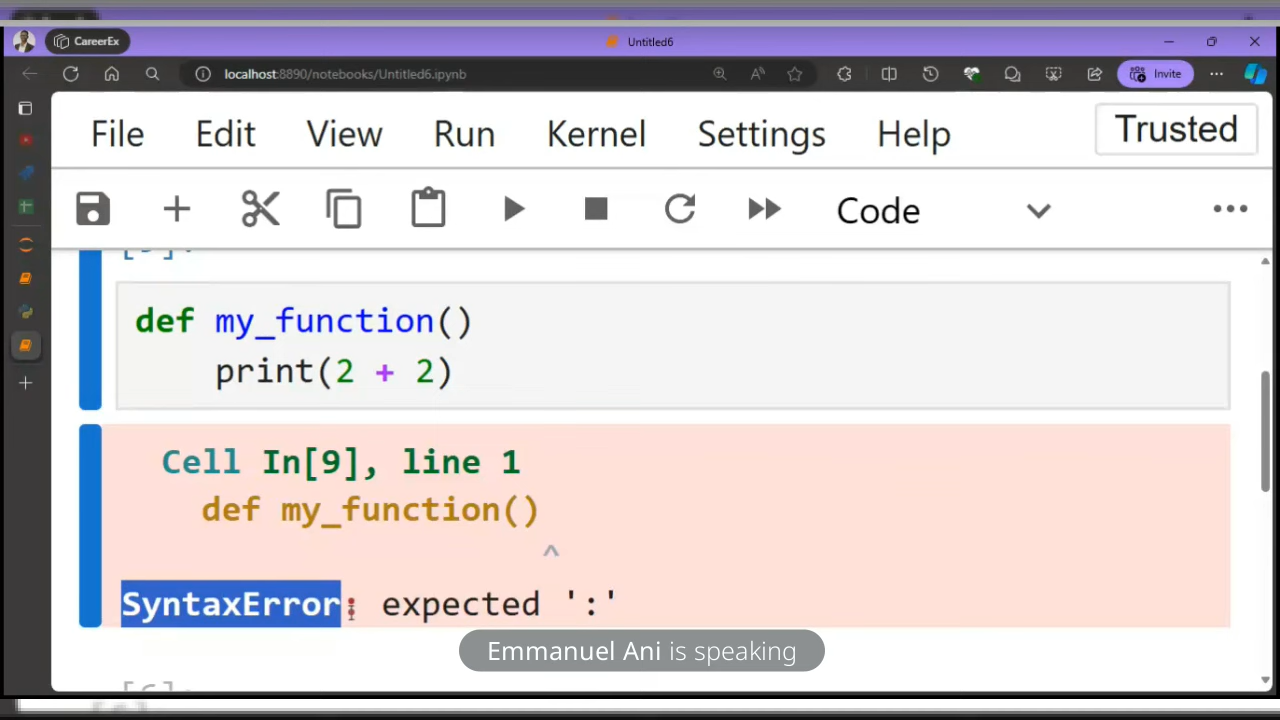 CareerEx
Untitled6
localhost:8890/notebooks/Untitled6.ipynb
Invite
File Edit View Run Kernel Settings Help Trusted
Code
def my_function()
print(2 + 2)
Cell In[9], line 1
def my_function()
^
SyntaxError: expected ':'
Emmanuel Ani is speaking